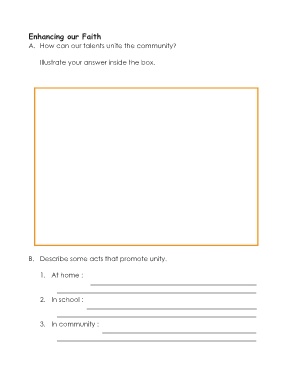 Enhancing our Faith
A. How can our talents unite the community?
Illustrate your answer inside the box.
B. Describe some acts that promote unity.
1. At home :
2. In school :
3. In community :